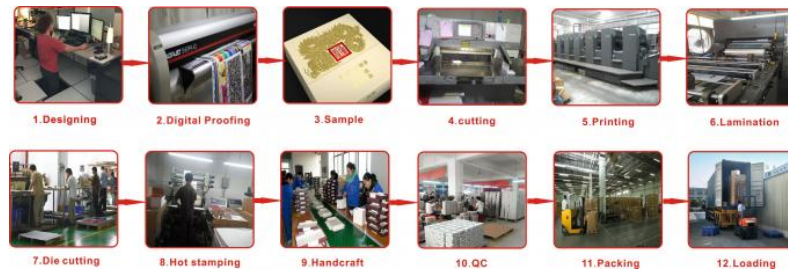 1.Designing
2.Digital Proofing
3.Sample
4.cutting
5.Printing
6.Lamination
7.Die cutting
8.Hot stamping
9.Handcraft
10.QC
11.Packing
12.Loading